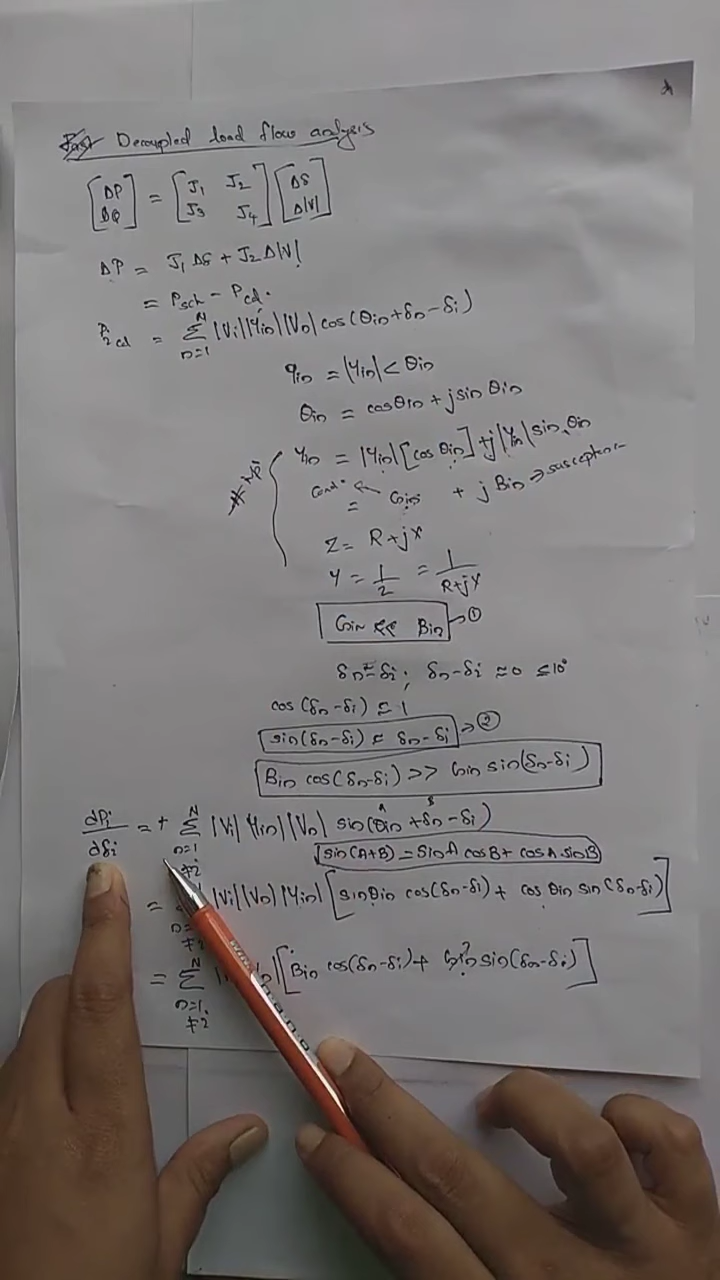 Fast Decoupled load flow analysis
[ΔP ΔQ] = [J1 J2 J3 J4] [Δδ Δ|V|]
ΔP = J1 Δδ + J2 Δ|V|
= Psch - Pcal.
Pical = Σ N n=1 |Vi||Yin||Vn| cos(θin + δn - δi)
Yin = |Yin| < θin
θin = cosθin + jsin θin
Yin = |Yin| [cos θin] + j|Yin| sin θin
= Gin + jBin → susceptan
Z = R+jX
Y = 1/Z = 1/R+jX
Gin << Bin → ①
δn ≈ δi, δn-δi ≈ 0 ≤10°
cos (δn-δi) ≈ 1
sin(δn-δi) ≈ δn-δi → ②
Bin cos(δn-δi) >> Gin sin(δn-δi)
dPi/dδi = + Σ N n=1 ≠i |Vi| |Yin| |Vn| sin(θin + δn - δi)
A B
sin(A+B) = sinA cosB + cosA sinB
= n=1 ≠i |Vi| |Vn| |Yin| [sinθin cos(δn-δi) + cos θin sin(δn-δi)]
= Σ N n=1, ≠i [Bin cos(δn-δi) + Gin sin(δn-δi)]